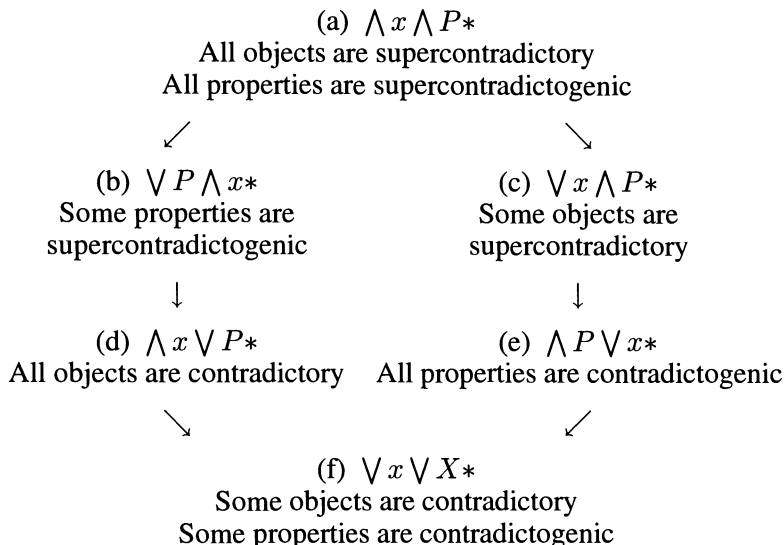 (a) ⋀ x ⋀ P*
All objects are supercontradictory
All properties are supercontradictogenic
(b) ⋁ P ⋀ x*
Some properties are
supercontradictogenic
(c) ⋁ x ⋀ P*
Some objects are
supercontradictory
(d) ⋀ x ⋁ P*
All objects are contradictory
(e) ⋀ P ⋁ x*
All properties are contradictogenic
(f) ⋁ x ⋁ X*
Some objects are contradictory
Some properties are contradictogenic